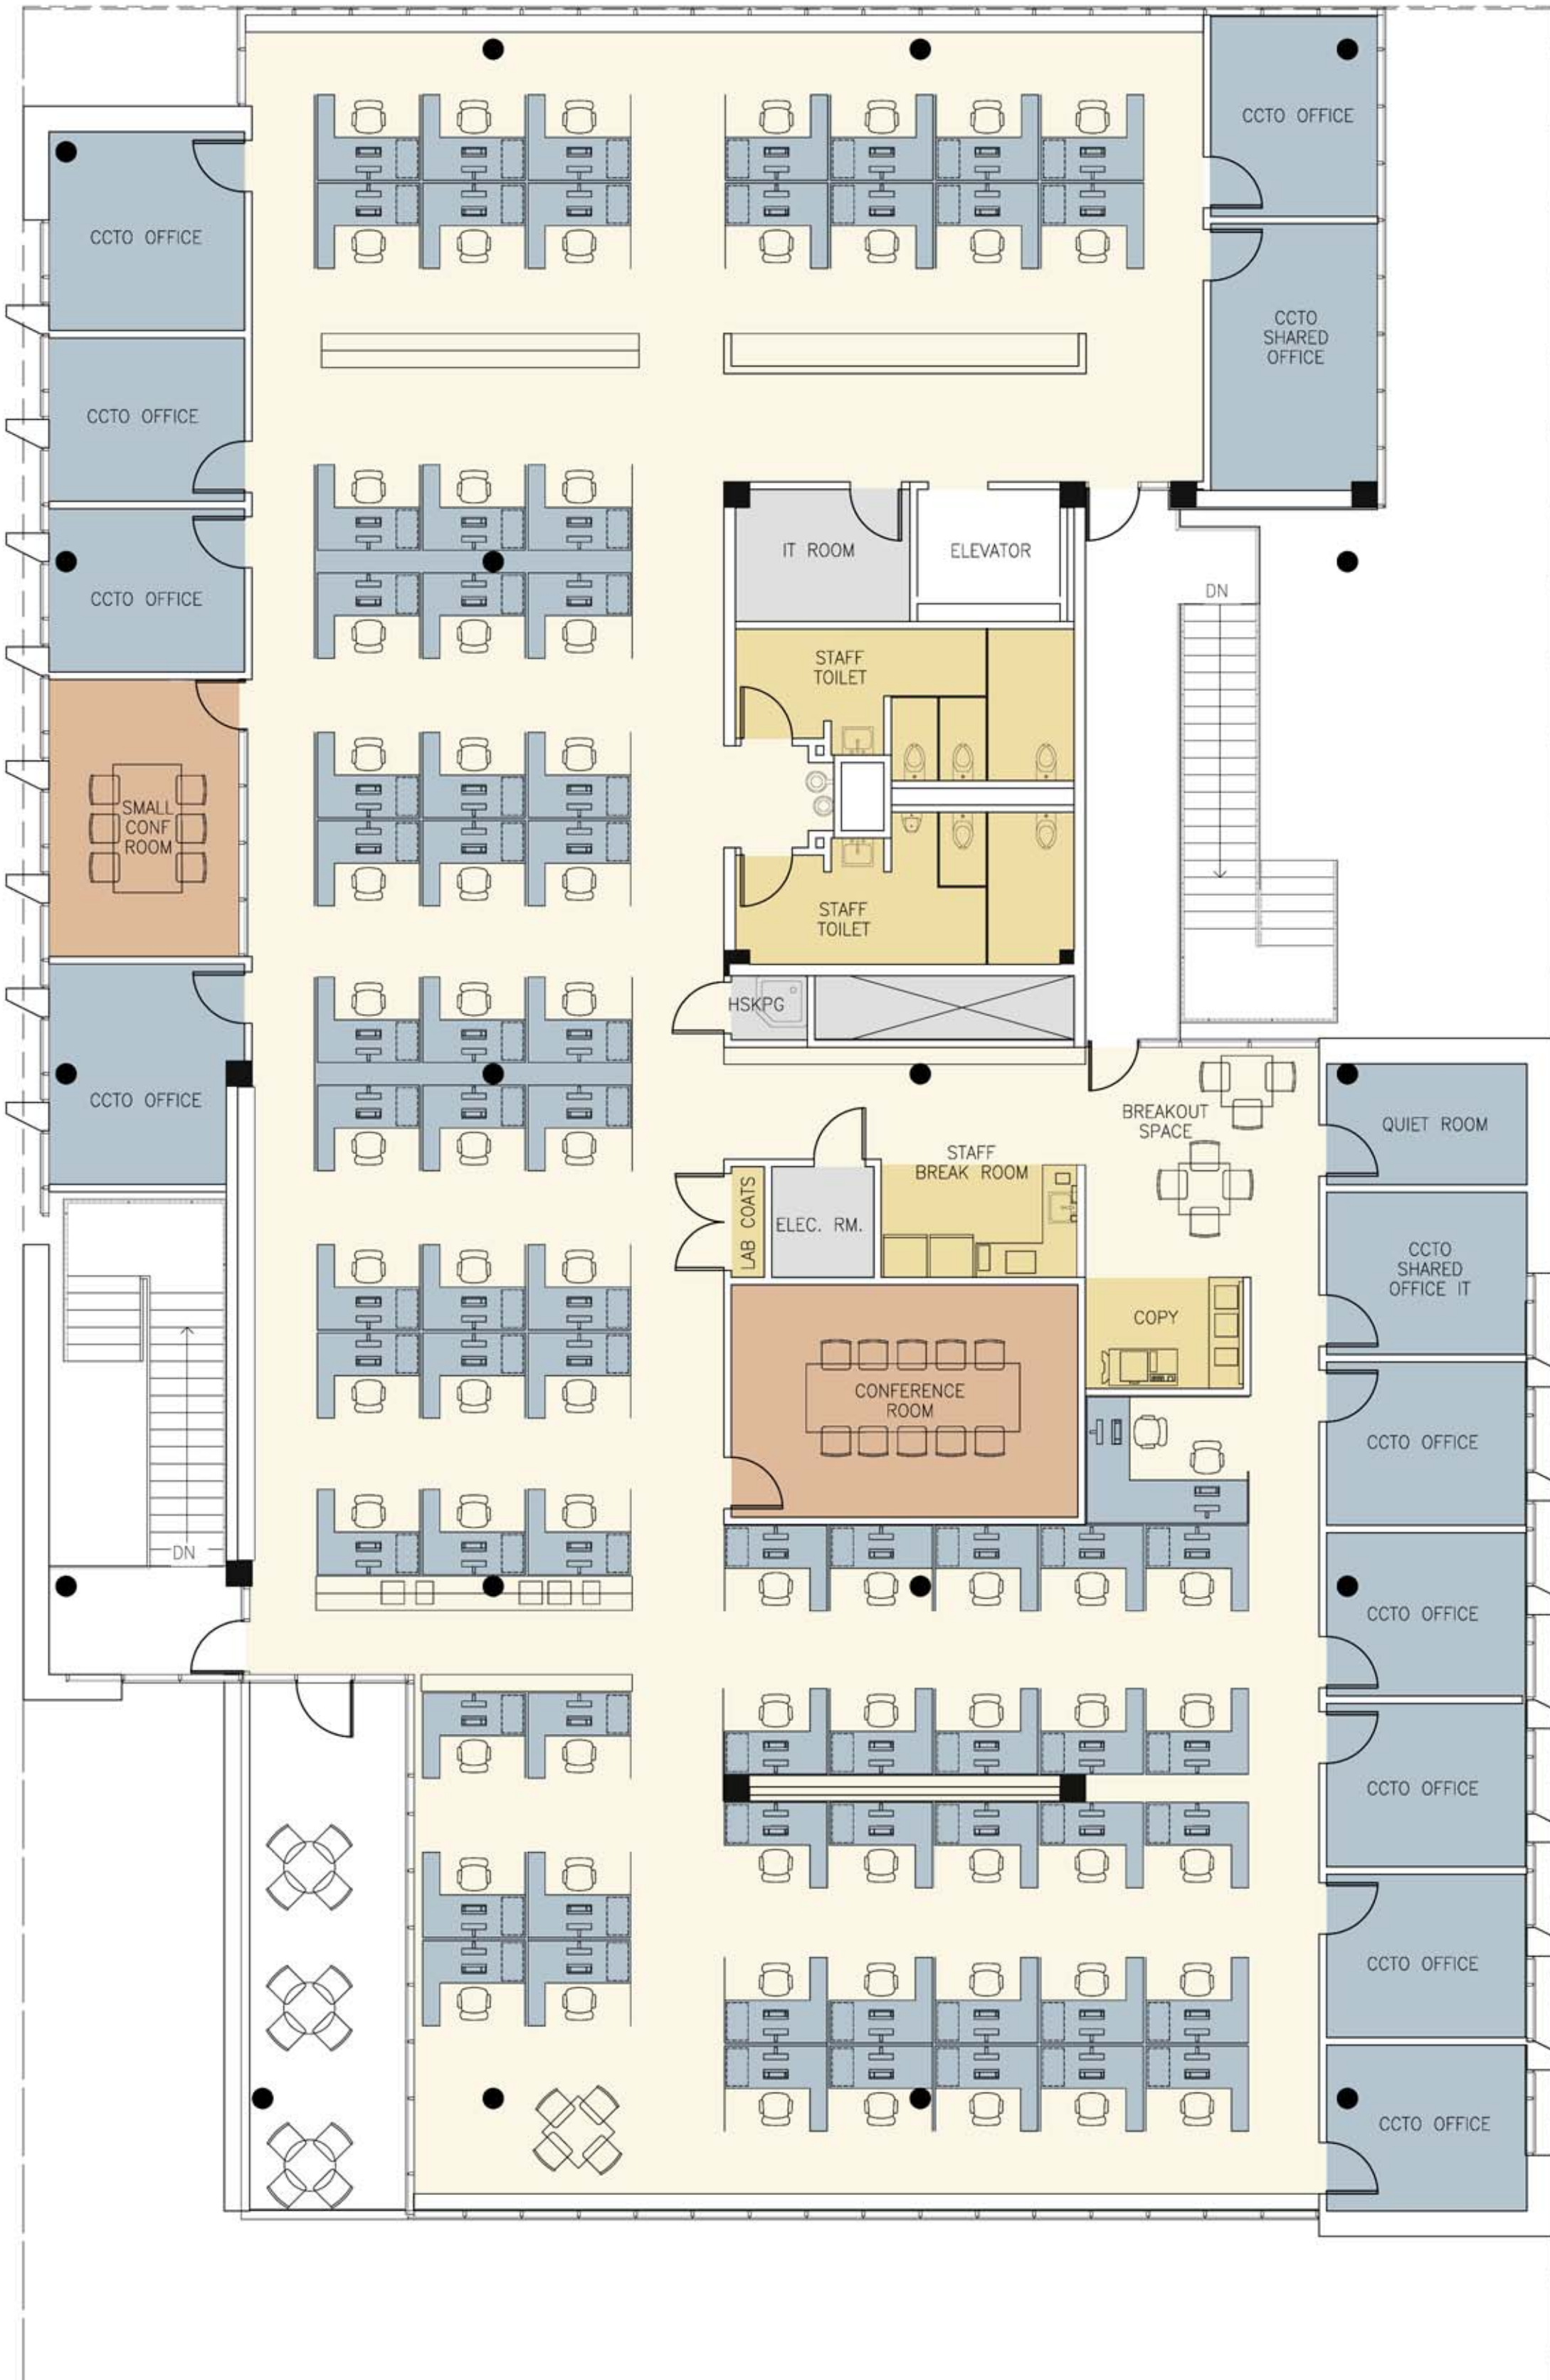 CCTO OFFICE
CCTO OFFICE
CCTO
SHARED
OFFICE
CCTO OFFICE
IT ROOM
ELEVATOR
CCTO OFFICE
DN
STAFF
TOILET
SMALL
CONF
ROOM
STAFF
TOILET
HSKPG
CCTO OFFICE
BREAKOUT
SPACE
QUIET ROOM
STAFF
BREAK ROOM
LAB COATS
ELEC. RM.
CCTO
SHARED
OFFICE IT
COPY
CONFERENCE
ROOM
CCTO OFFICE
DN
CCTO OFFICE
CCTO OFFICE
CCTO OFFICE
CCTO OFFICE